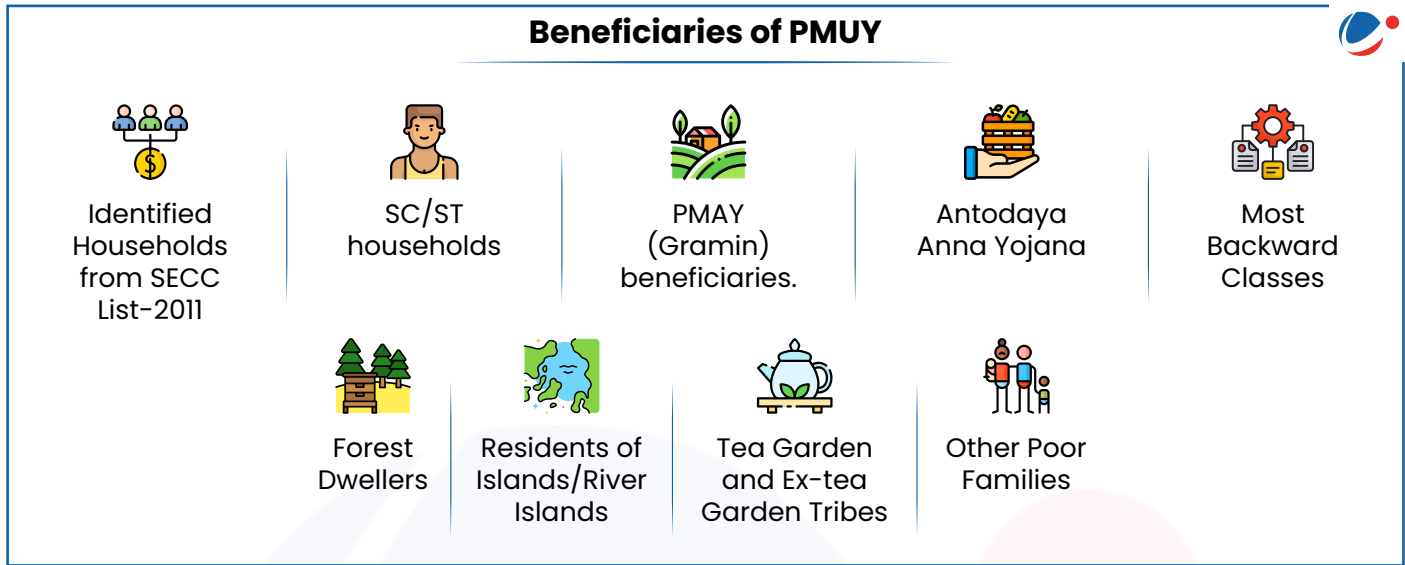 Beneficiaries of PMUY
Identified
Households
from SECC
List-2011
SC/ST
households
PMAY
(Gramin)
beneficiaries.
Antodaya
Anna Yojana
Most
Backward
Classes
Forest
Dwellers
Residents of
Islands/River
Islands
Tea Garden
and Ex-tea
Garden Tribes
Other Poor
Families